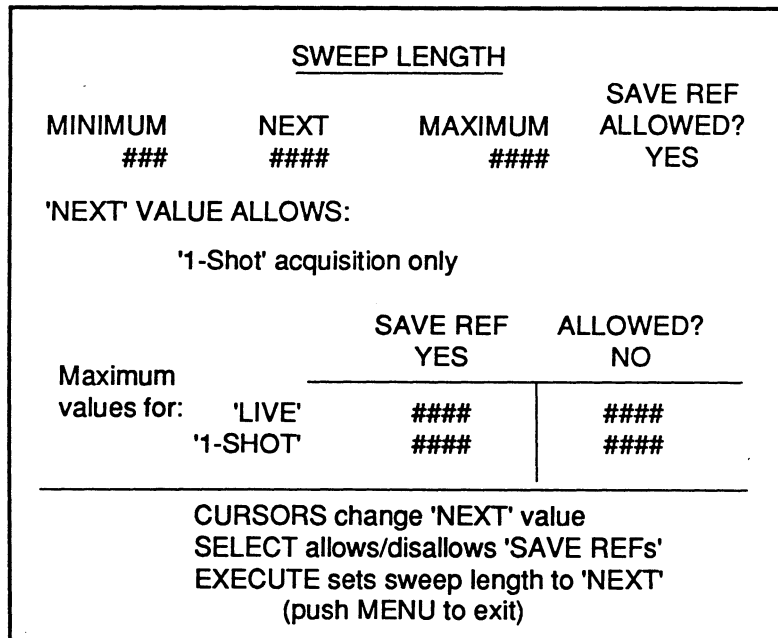 SWEEP LENGTH
SAVE REF
MINIMUM NEXT MAXIMUM ALLOWED?
### #### #### YES
'NEXT' VALUE ALLOWS:
'1-Shot' acquisition only
SAVE REF ALLOWED?
YES NO
Maximum
values for: 'LIVE' #### ####
'1-SHOT' #### ####
CURSORS change 'NEXT' value
SELECT allows/disallows 'SAVE REFs'
EXECUTE sets sweep length to 'NEXT'
(push MENU to exit)